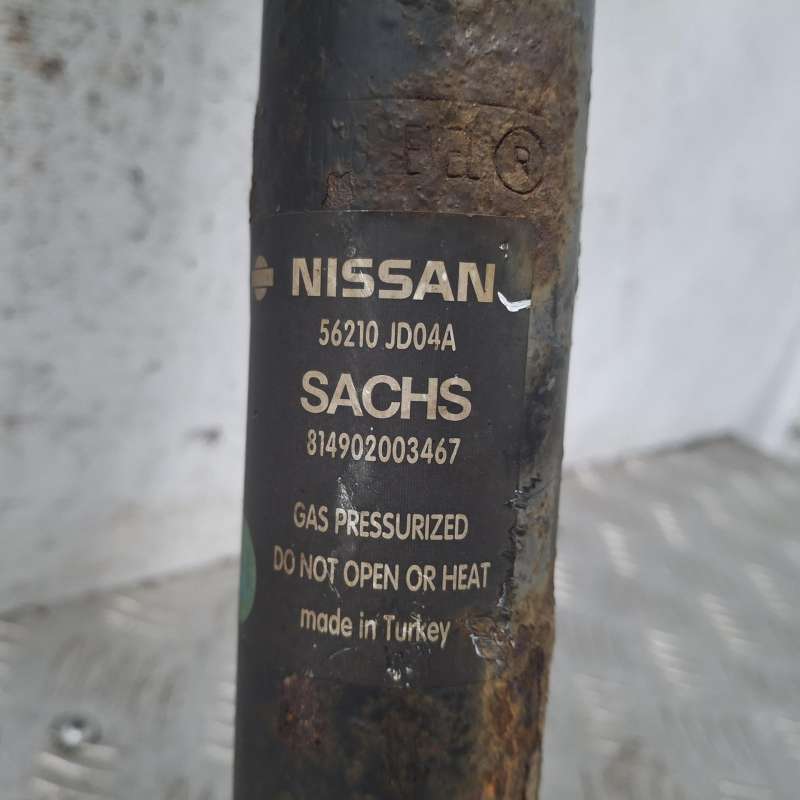 NISSAN
56210 JD04A
SACHS
814902003467
GAS PRESSURIZED
DO NOT OPEN OR HEAT
made in Turkey